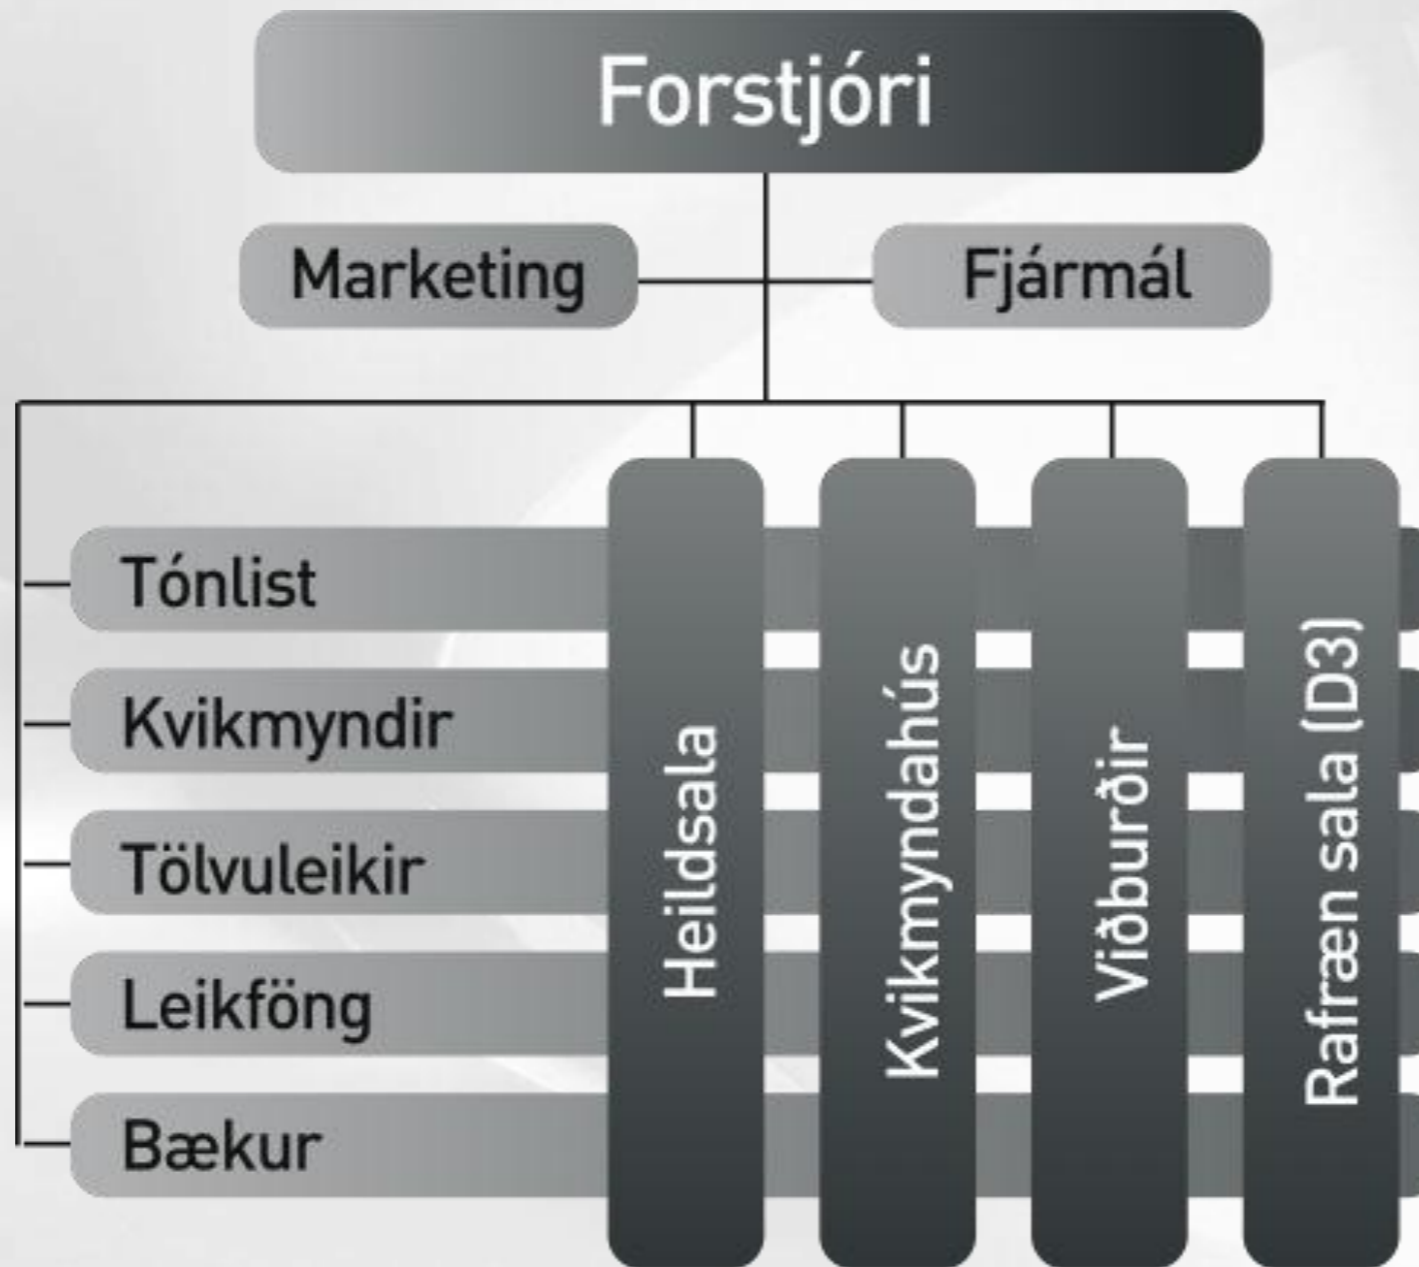 Forstjóri
Marketing
Fjármál
Tónlist
Kvikmyndir
Tölvuleikir
Leikföng
Bækur
Heildsala
Kvikmyndahús
Viðburðir
Rafræn sala (D3)